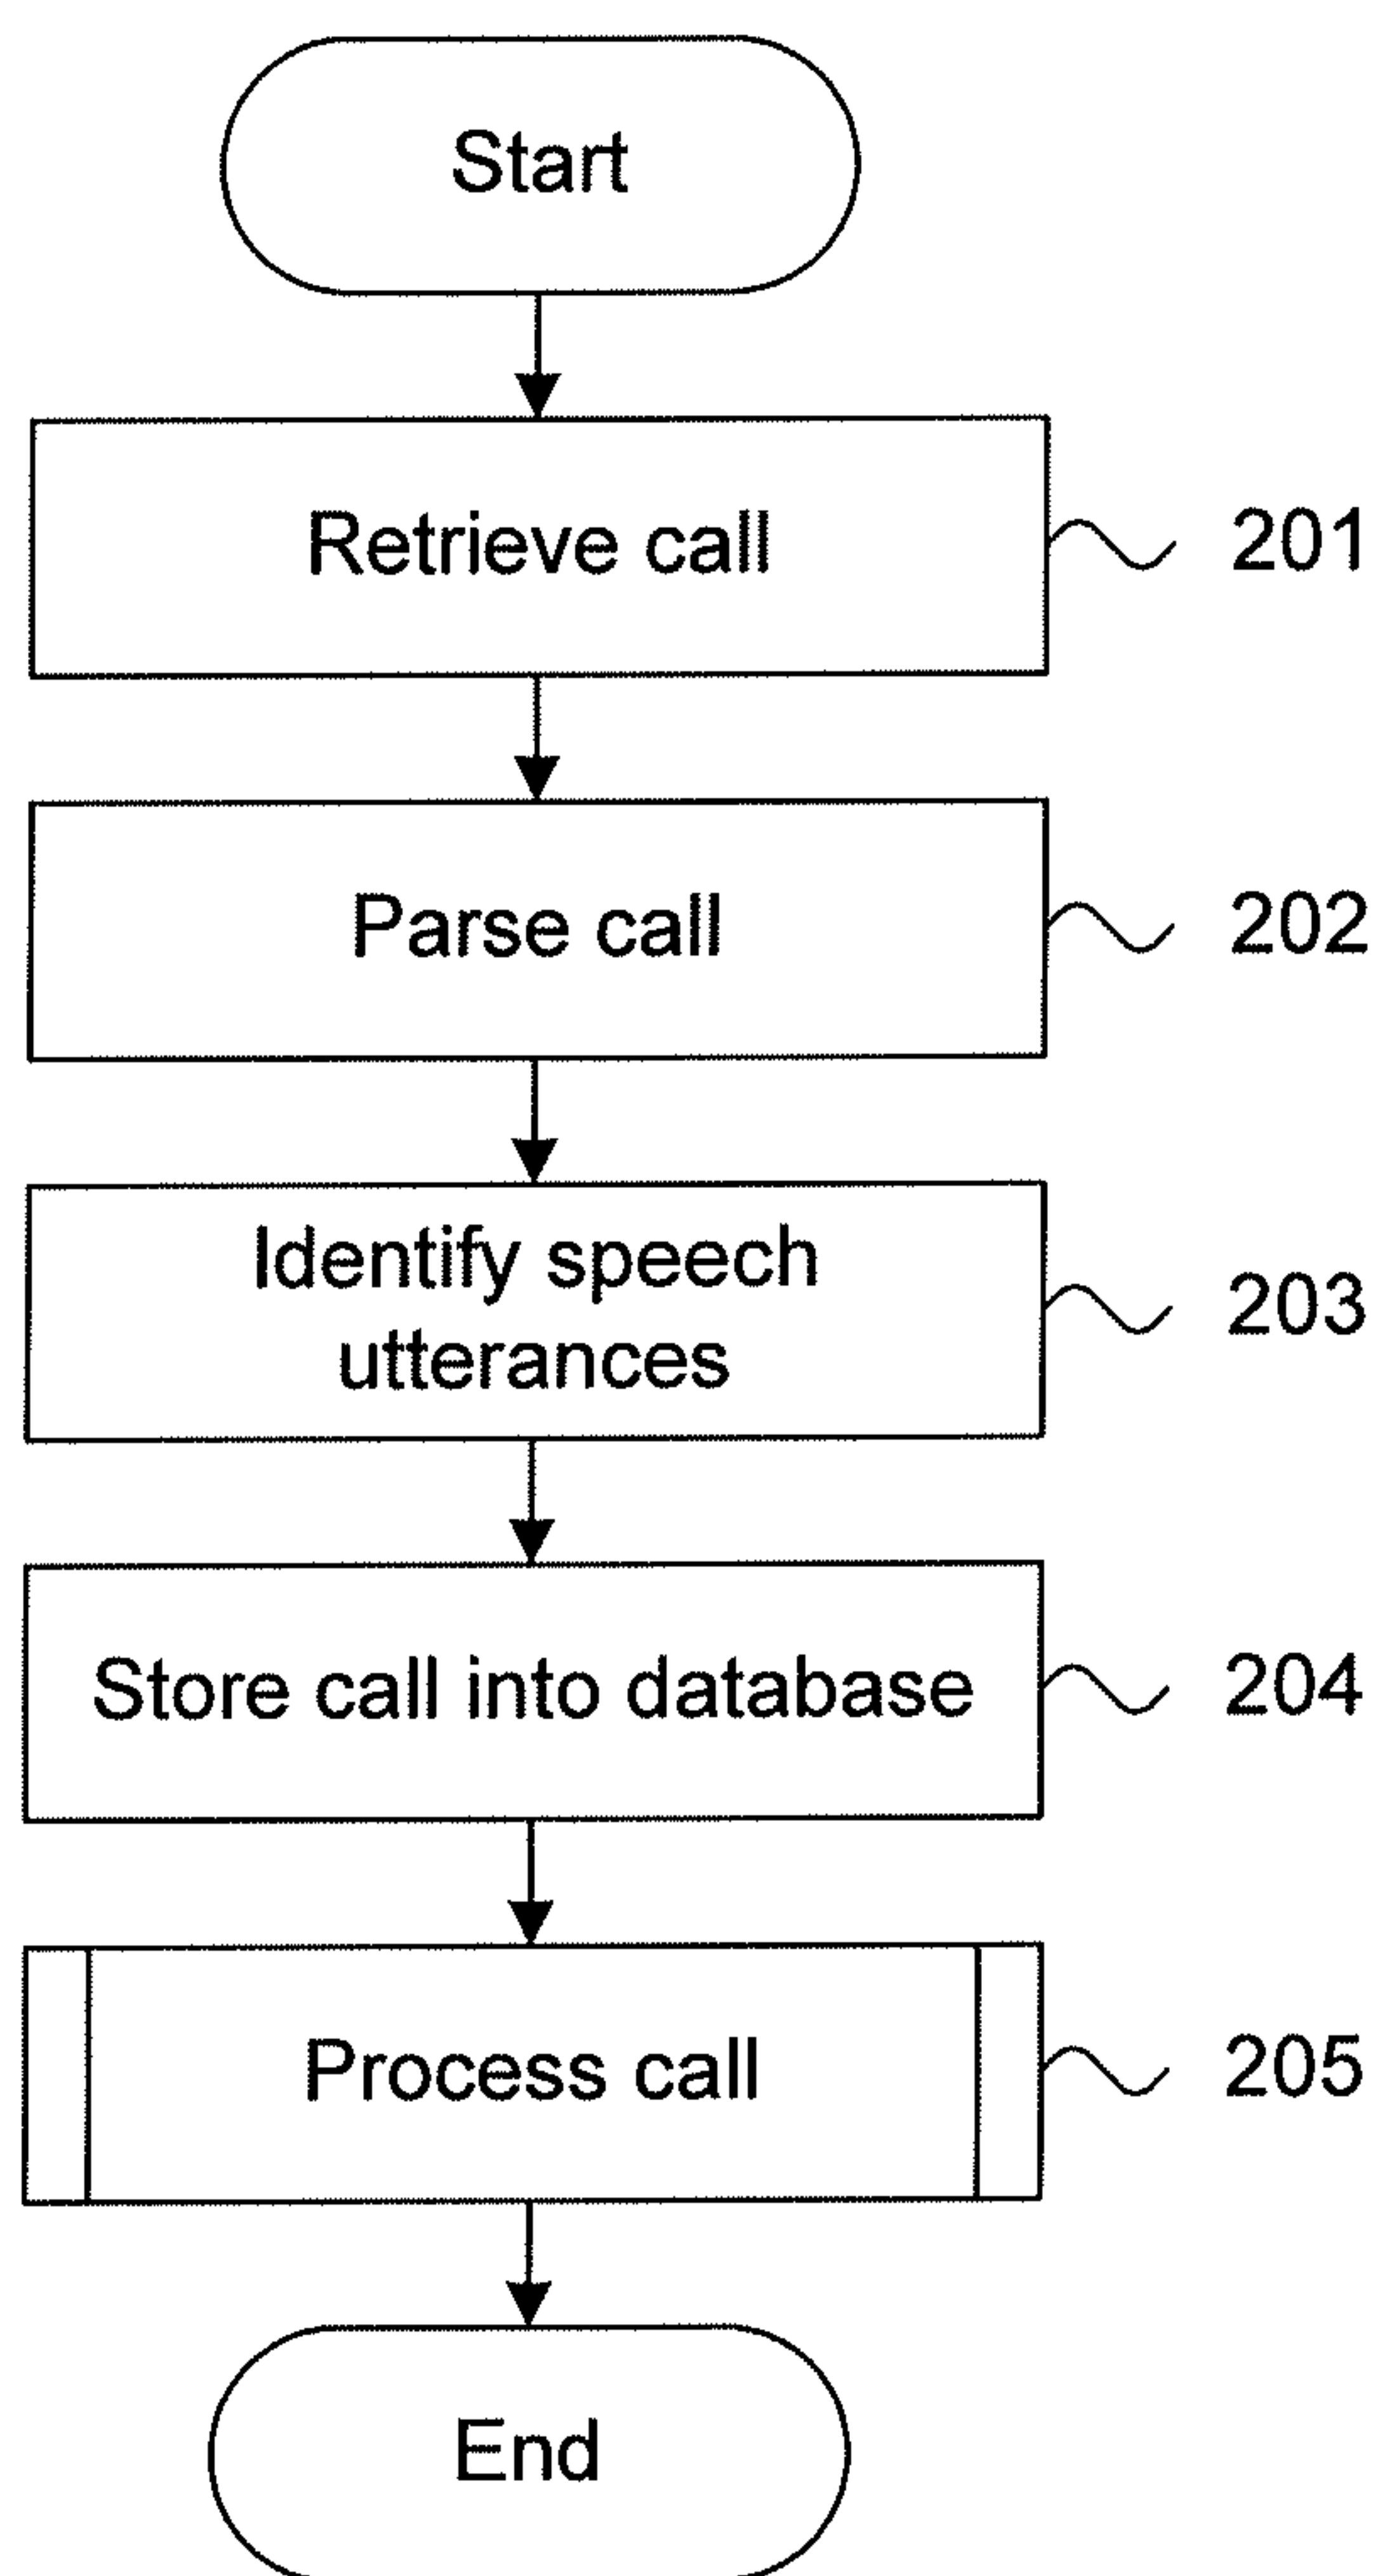 Start
Retrieve call 201
Parse call 202
Identify speech
utterances 203
Store call into database 204
Process call 205
End